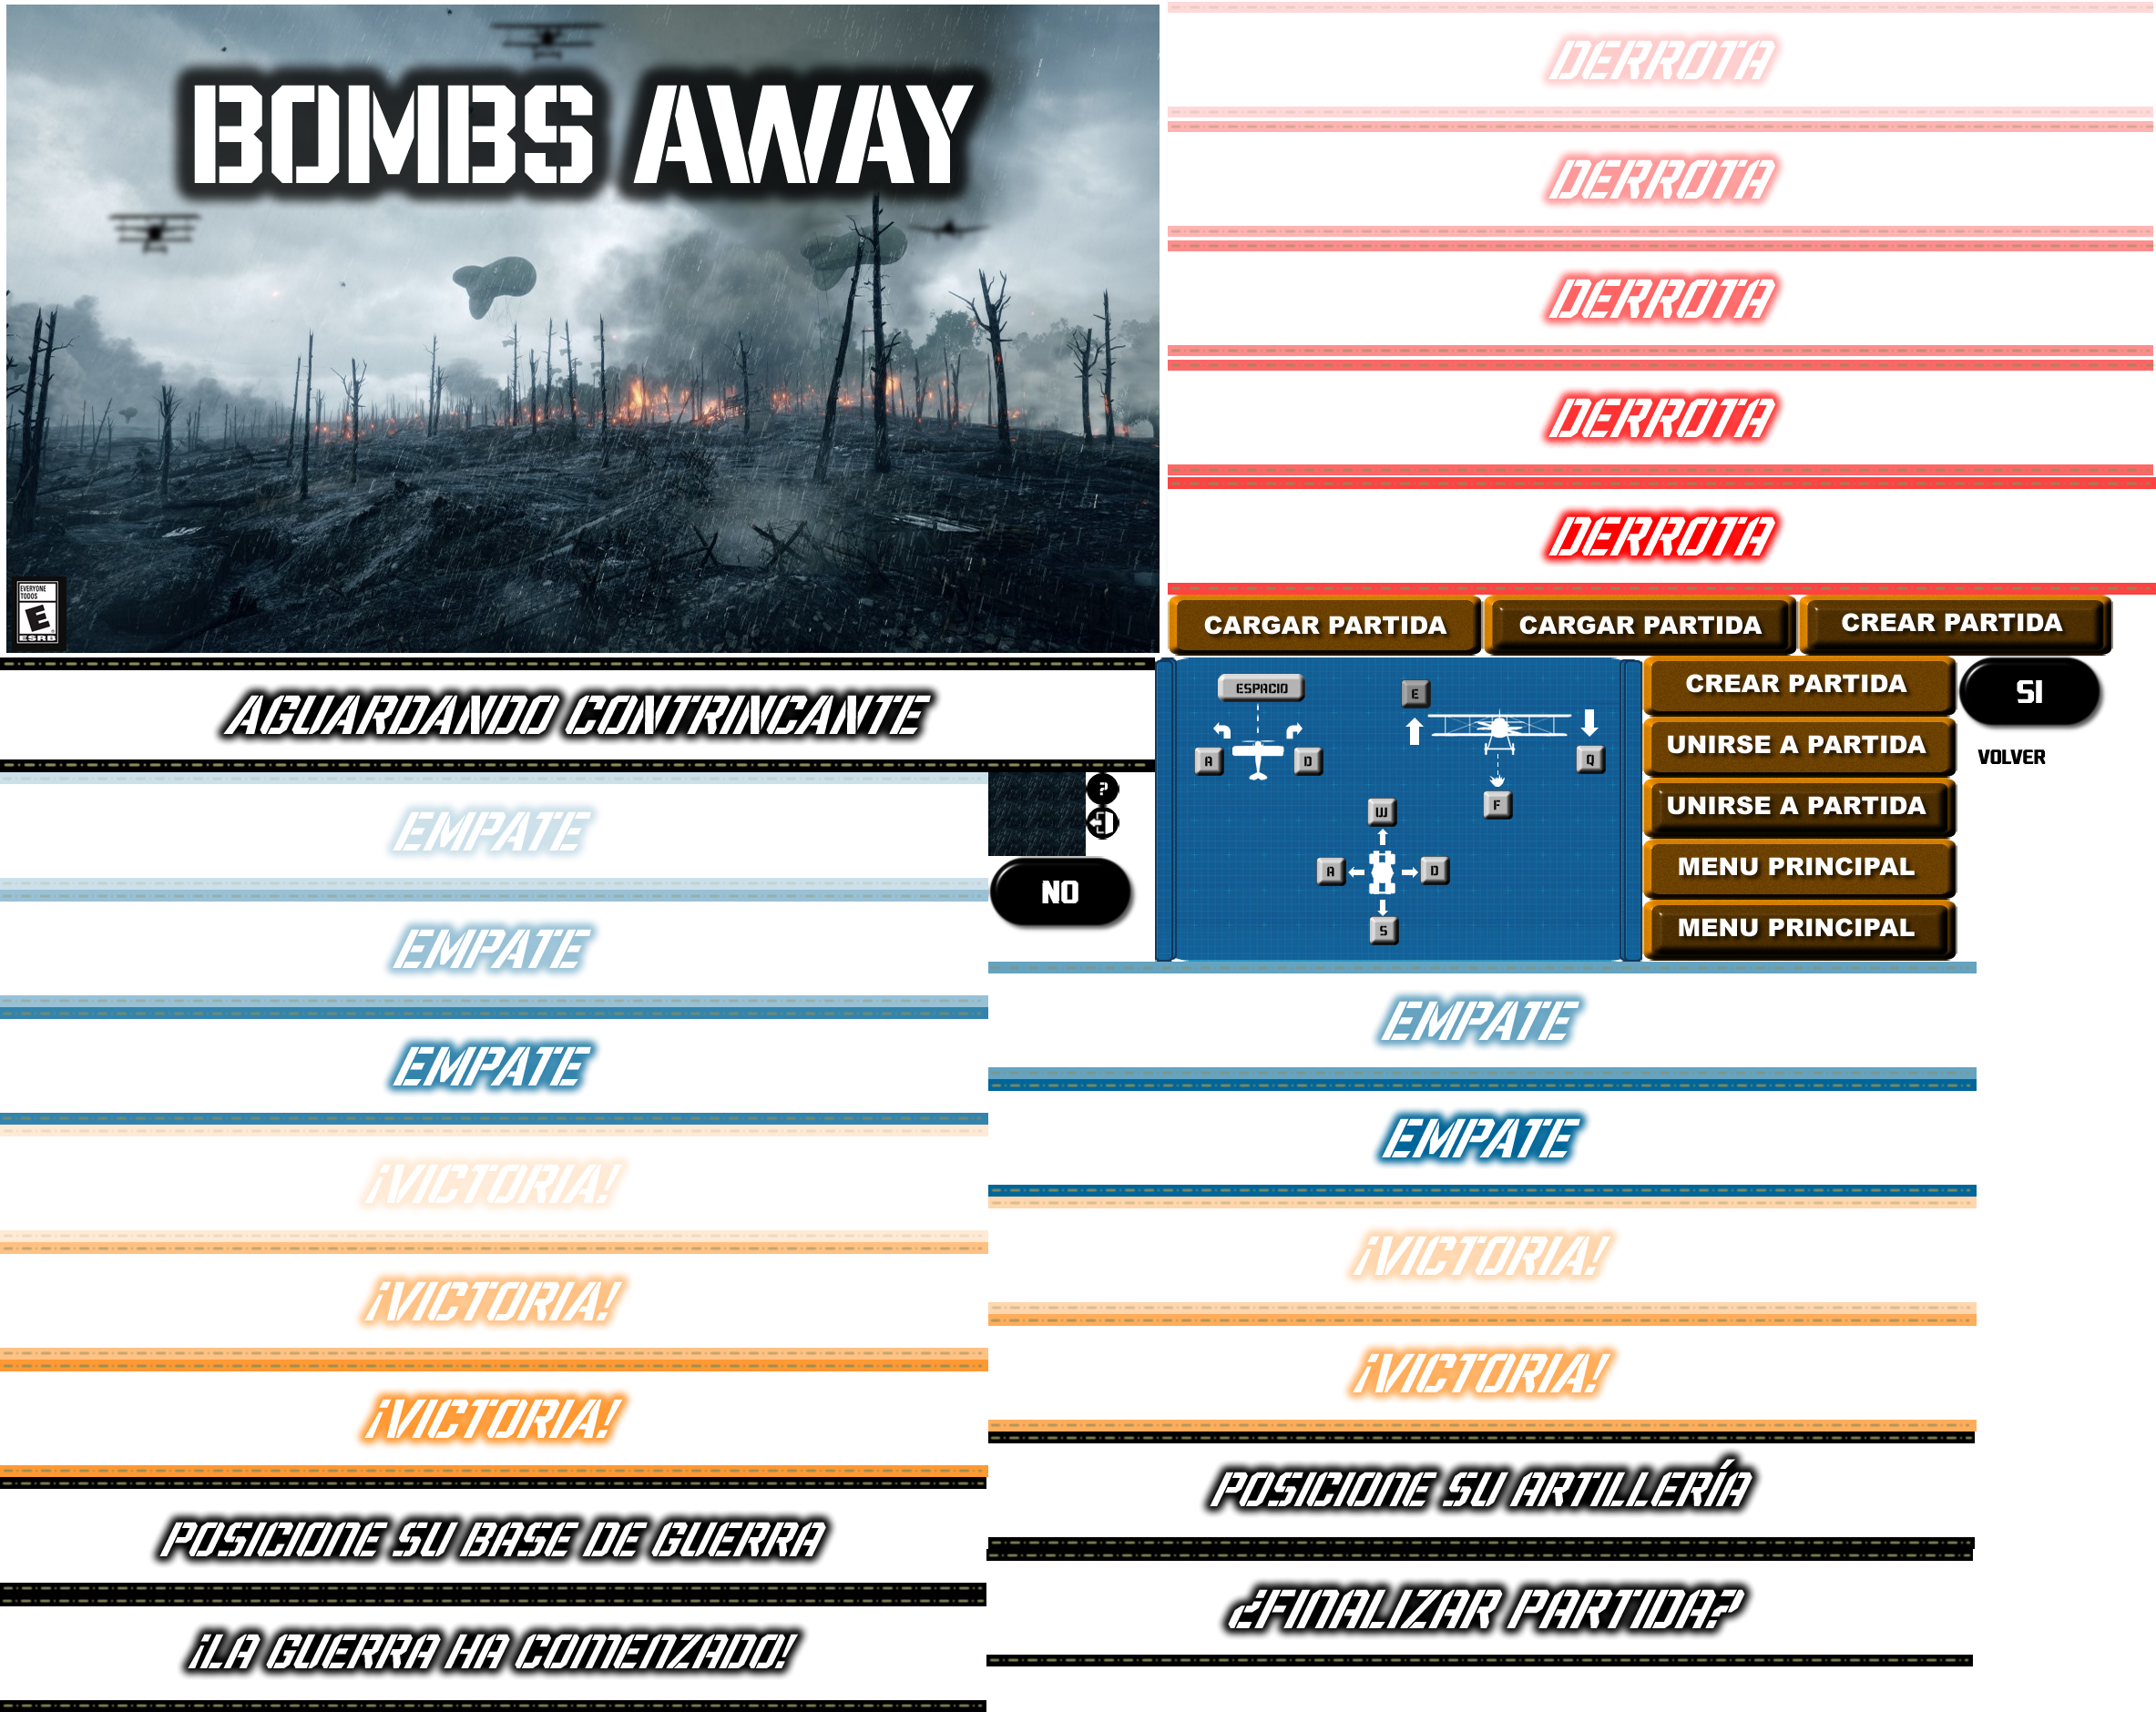 BOMBS AWAY
EVERYONE
TODOS
E
ESRB
DERROTA
DERROTA
DERROTA
DERROTA
DERROTA
CARGAR PARTIDA
CARGAR PARTIDA
CREAR PARTIDA
AGUARDANDO CONTRINCANTE
ESPACIO
E
A
D
Q
F
W
A
D
S
CREAR PARTIDA
UNIRSE A PARTIDA
UNIRSE A PARTIDA
MENU PRINCIPAL
MENU PRINCIPAL
SI
VOLVER
?
NO
EMPATE
EMPATE
EMPATE
EMPATE
EMPATE
¡VICTORIA!
¡VICTORIA!
¡VICTORIA!
¡VICTORIA!
¡VICTORIA!
POSICIONE SU BASE DE GUERRA
POSICIONE SU ARTILLERÍA
¡LA GUERRA HA COMENZADO!
¿FINALIZAR PARTIDA?